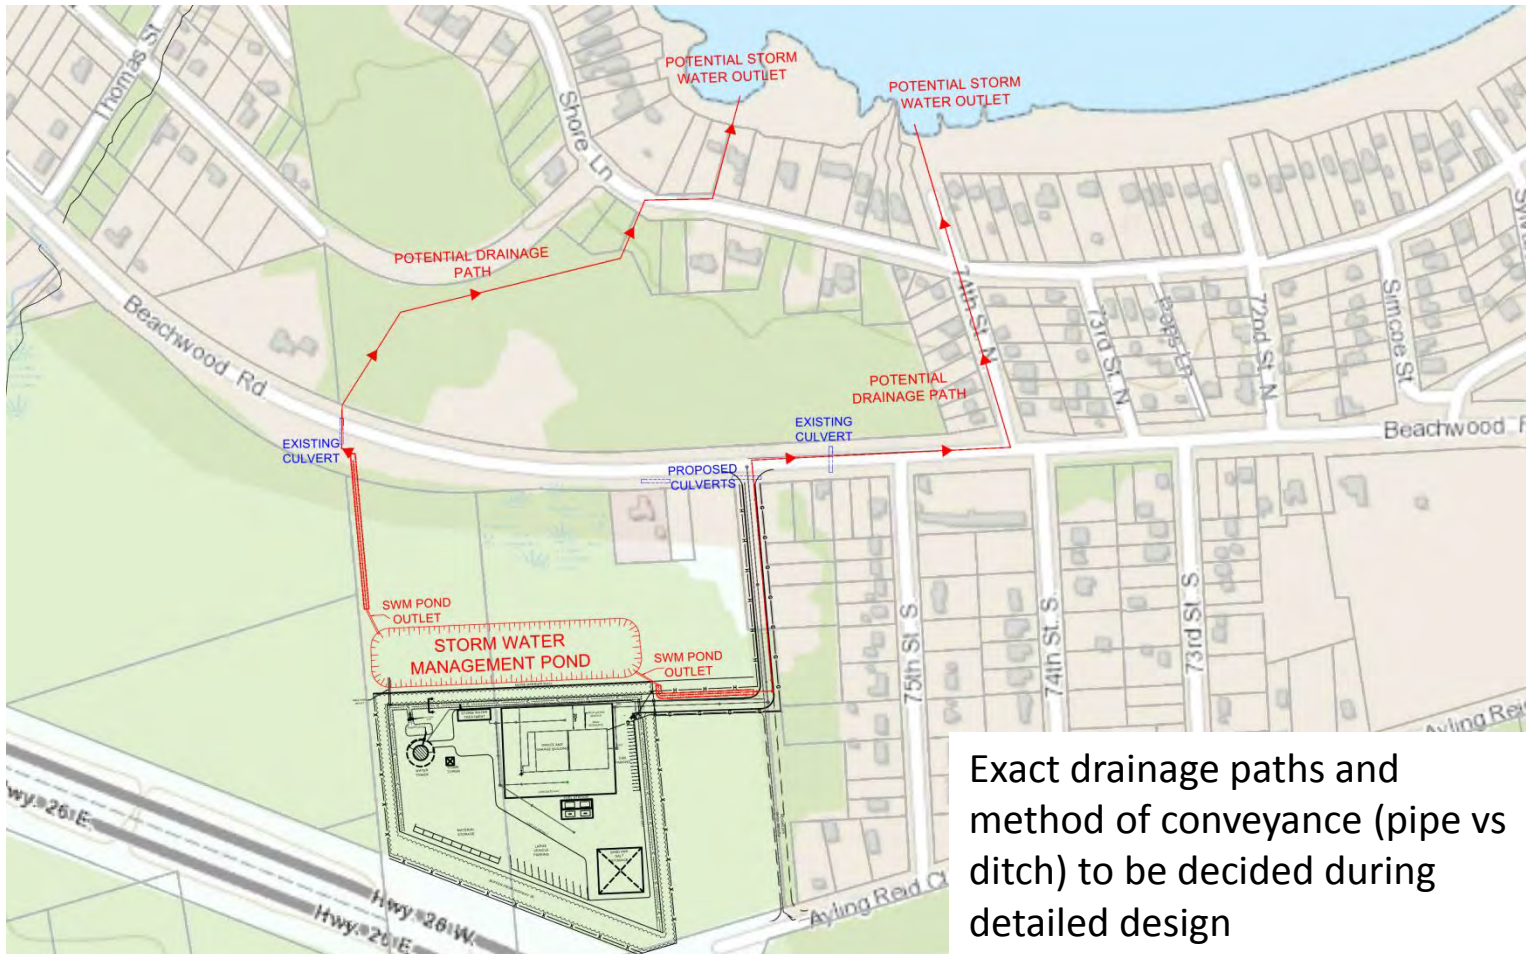 Thomas St
POTENTIAL STORM
WATER OUTLET
POTENTIAL STORM
WATER OUTLET
Shore Ln
POTENTIAL DRAINAGE
PATH
Beachwood Rd.
74th St. N
73rd St. N
72nd St. N
Simcoe St.
POTENTIAL
DRAINAGE PATH
EXISTING
CULVERT
EXISTING
CULVERT
Beachwood R
PROPOSED
CULVERTS
SWM POND
OUTLET
STORM WATER
MANAGEMENT POND
SWM POND
OUTLET
75th St. S.
74th St. S.
73rd St. S.
Ayling Reid
Hwy. 26 E.
Hwy. 26 W.
Hwy. 26 E.
Ayling Reid Ct
Exact drainage paths and
method of conveyance (pipe vs
ditch) to be decided during
detailed design